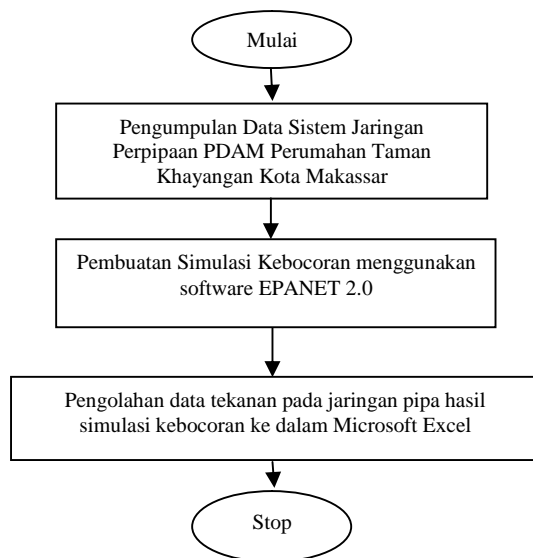 Mulai
Pengumpulan Data Sistem Jaringan
Perpipaan PDAM Perumahan Taman
Khayangan Kota Makassar
Pembuatan Simulasi Kebocoran menggunakan
software EPANET 2.0
Pengolahan data tekanan pada jaringan pipa hasil
simulasi kebocoran ke dalam Microsoft Excel
Stop